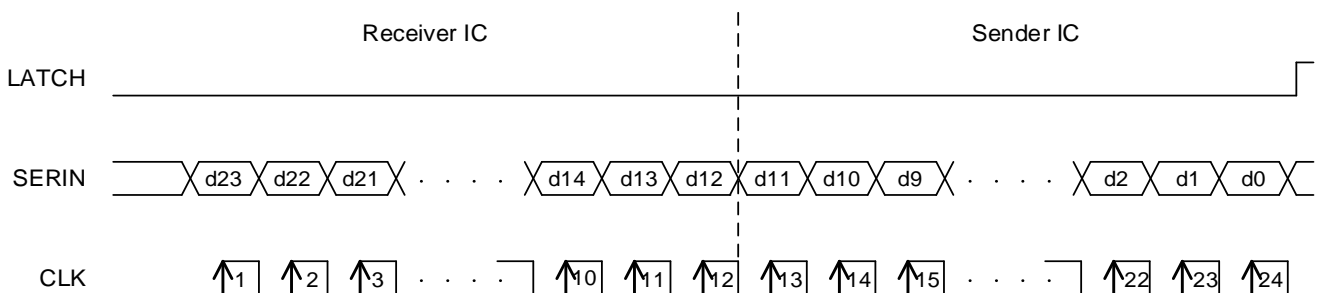 Receiver IC Sender IC
LATCH
SERIN d23 d22 d21 · · · · d14 d13 d12 d11 d10 d9 · · · · d2 d1 d0
CLK 1 2 3 · · · · 10 11 12 13 14 15 · · · · 22 23 24